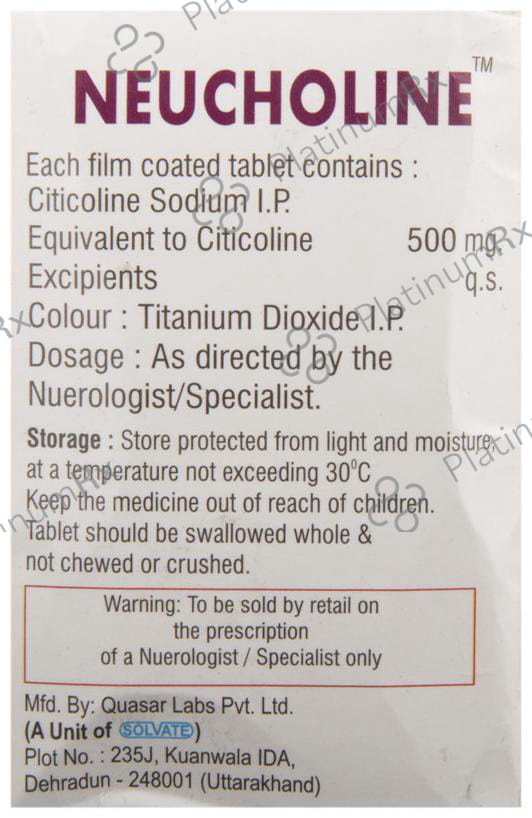 NEUCHOLINE™
Each film coated tablet contains :
Citicoline Sodium I.P.
Equivalent to Citicoline 500 mg.
Excipients q.s.
Colour : Titanium Dioxide I.P.
Dosage : As directed by the
Nuerologist/Specialist.
Storage : Store protected from light and moisture,
at a temperature not exceeding 30⁰C
Keep the medicine out of reach of children.
Tablet should be swallowed whole &
not chewed or crushed.
Warning: To be sold by retail on
the prescription
of a Nuerologist / Specialist only
Mfd. By: Quasar Labs Pvt. Ltd.
(A Unit of SOLVATE)
Plot No. : 235J, Kuanwala IDA,
Dehradun - 248001 (Uttarakhand)
PlatinumRx
PlatinumRx